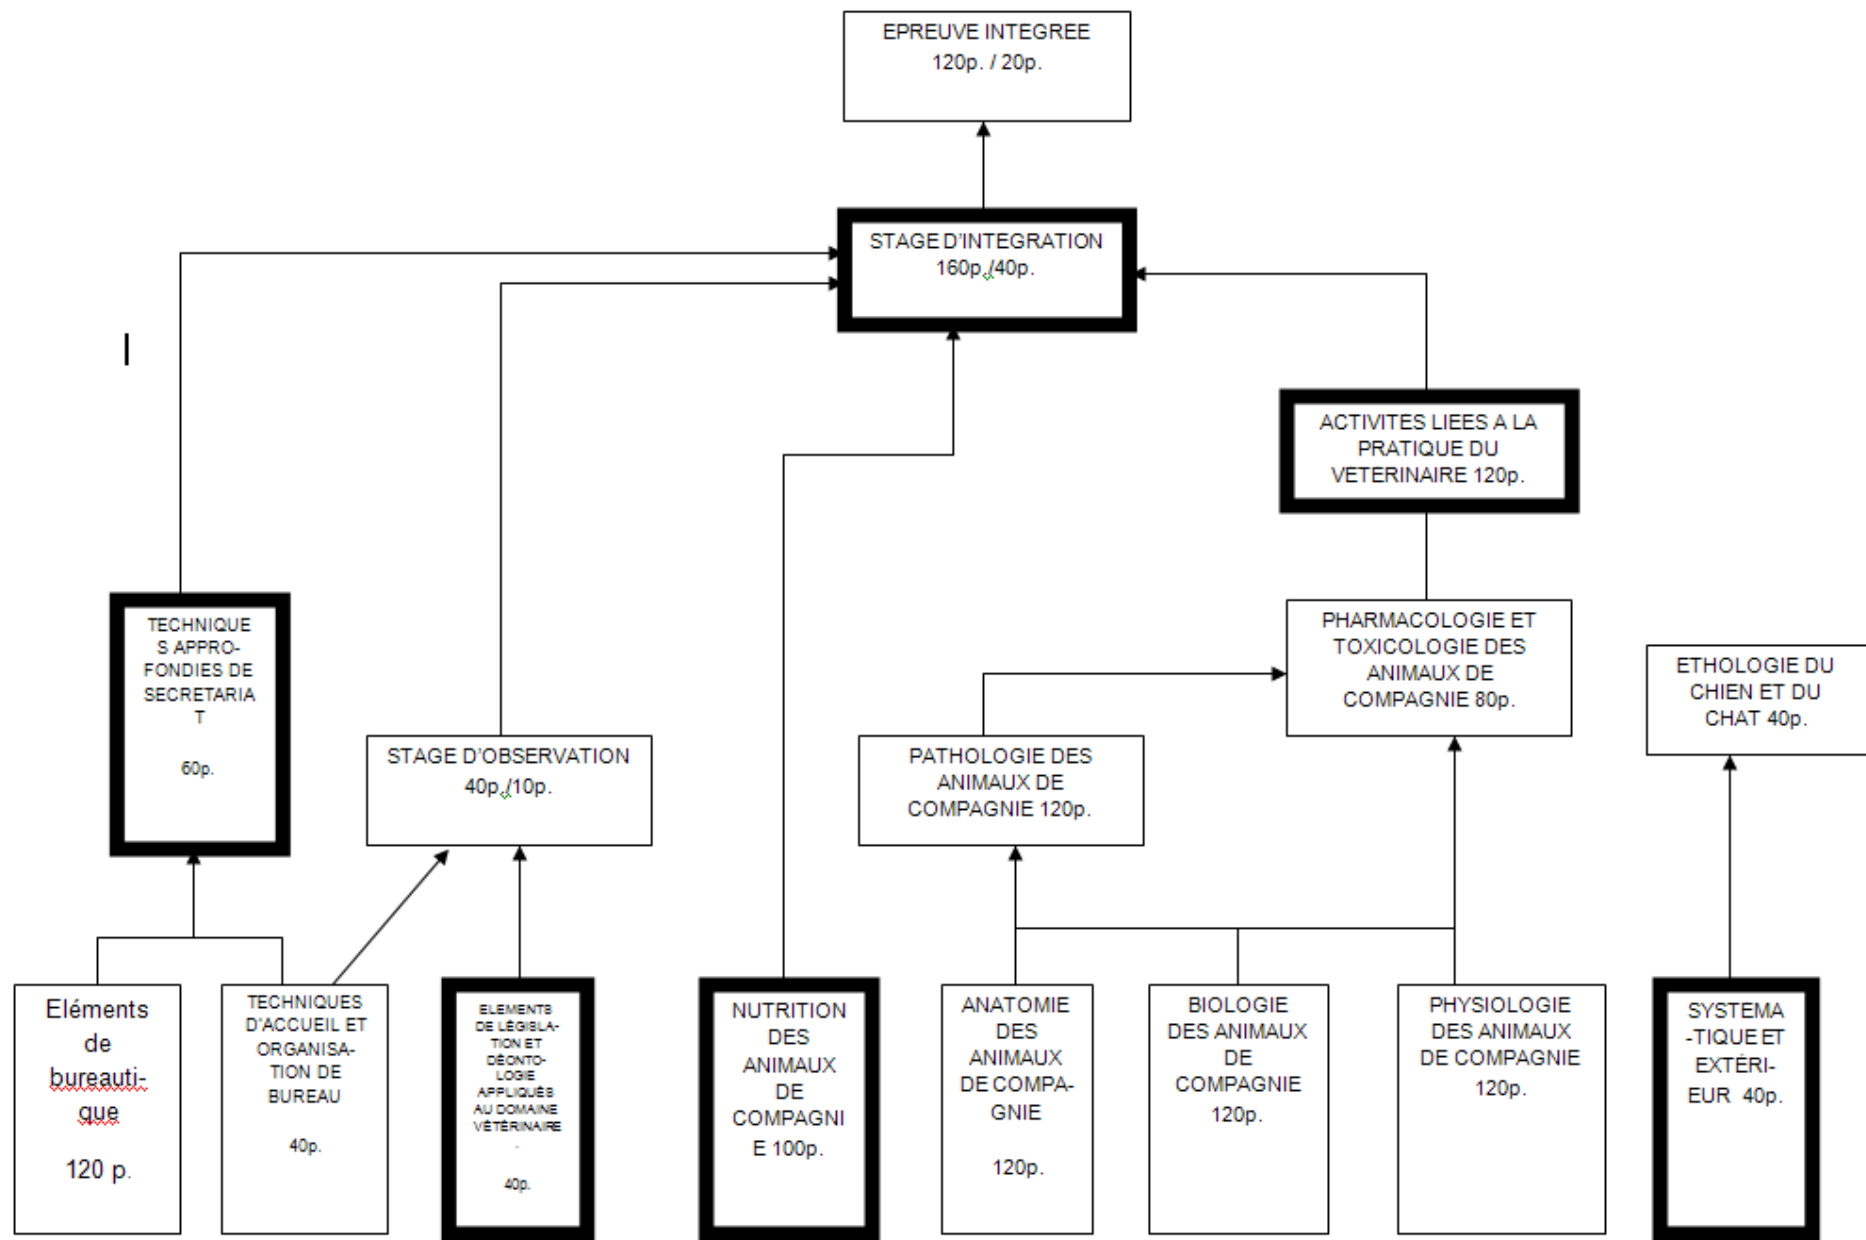 EPREUVE INTEGREE
120p. / 20p.
STAGE D'INTEGRATION
160p./40p.
ACTIVITES LIEES A LA
PRATIQUE DU
VETERINAIRE 120p.
TECHNIQUE
S APPRO-
FONDIES DE
SECRETARIA
T
60p.
STAGE D'OBSERVATION
40p./10p.
PATHOLOGIE DES
ANIMAUX DE
COMPAGNIE 120p.
PHARMACOLOGIE ET
TOXICOLOGIE DES
ANIMAUX DE
COMPAGNIE 80p.
ETHOLOGIE DU
CHIEN ET DU
CHAT 40p.
Eléments
de
bureauti-
que
120 p.
TECHNIQUES
D'ACCUEIL ET
ORGANISA-
TION DE
BUREAU
40p.
ELEMENTS
DE LÉGISLA-
TION ET
DÉONTO-
LOGIE
APPLIQUÉS
AU DOMAINE
VÉTÉRINAIRE
-
40p.
NUTRITION
DES
ANIMAUX
DE
COMPAGNI
E 100p.
ANATOMIE
DES
ANIMAUX
DE COMPA-
GNIE
120p.
BIOLOGIE
DES ANIMAUX
DE
COMPAGNIE
120p.
PHYSIOLOGIE
DES ANIMAUX
DE COMPAGNIE
120p.
SYSTEMA
-TIQUE ET
EXTÉRI-
EUR 40p.